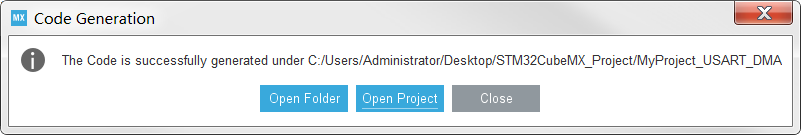 MX Code Generation
The Code is successfully generated under C:/Users/Administrator/Desktop/STM32CubeMX_Project/MyProject_USART_DMA
Open Folder Open Project Close